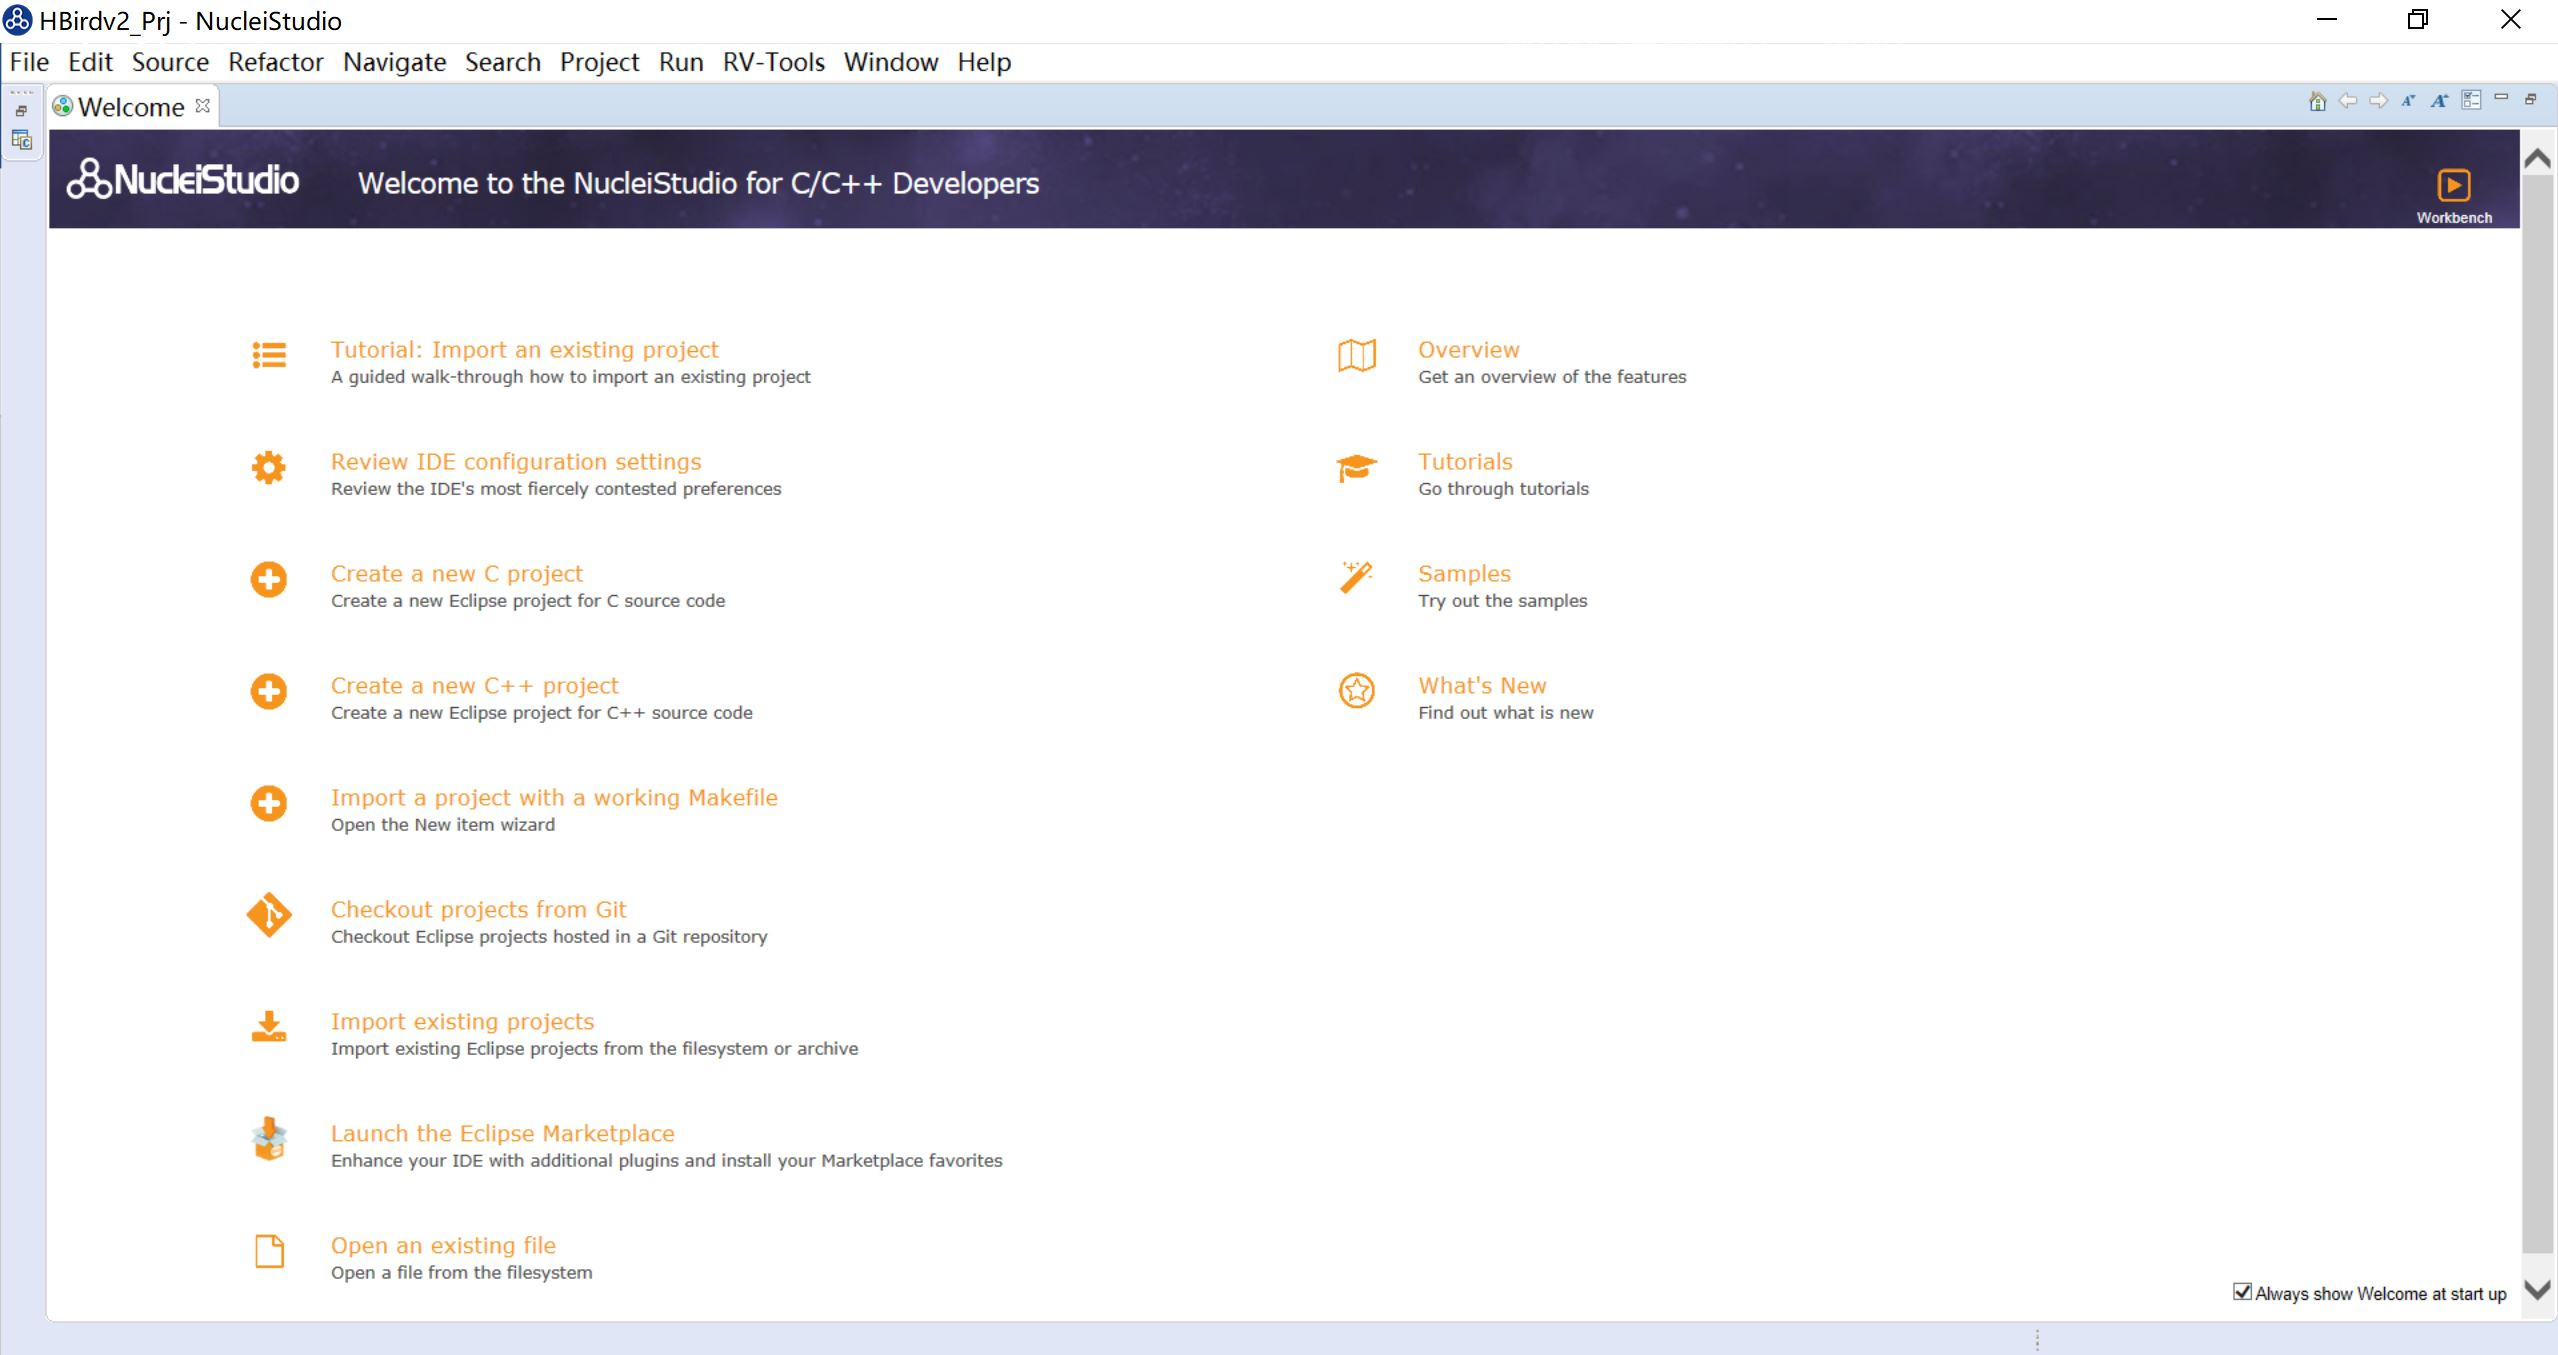 HBirdv2_Prj - NucleiStudio
File Edit Source Refactor Navigate Search Project Run RV-Tools Window Help
Welcome
NucleiStudio
Welcome to the NucleiStudio for C/C++ Developers
Workbench
Tutorial: Import an existing project
A guided walk-through how to import an existing project
Review IDE configuration settings
Review the IDE's most fiercely contested preferences
Create a new C project
Create a new Eclipse project for C source code
Create a new C++ project
Create a new Eclipse project for C++ source code
Import a project with a working Makefile
Open the New item wizard
Checkout projects from Git
Checkout Eclipse projects hosted in a Git repository
Import existing projects
Import existing Eclipse projects from the filesystem or archive
Launch the Eclipse Marketplace
Enhance your IDE with additional plugins and install your Marketplace favorites
Open an existing file
Open a file from the filesystem
Overview
Get an overview of the features
Tutorials
Go through tutorials
Samples
Try out the samples
What's New
Find out what is new
Always show Welcome at start up